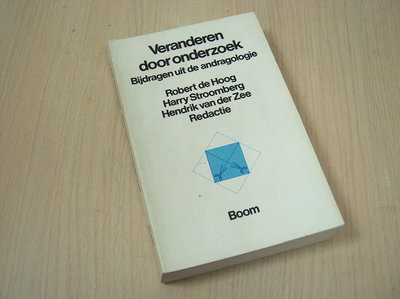 Veranderen
door onderzoek
Bijdragen uit de andragologie
Robert de Hoog
Harry Stroomberg
Hendrik van der Zee
Redactie
Boom